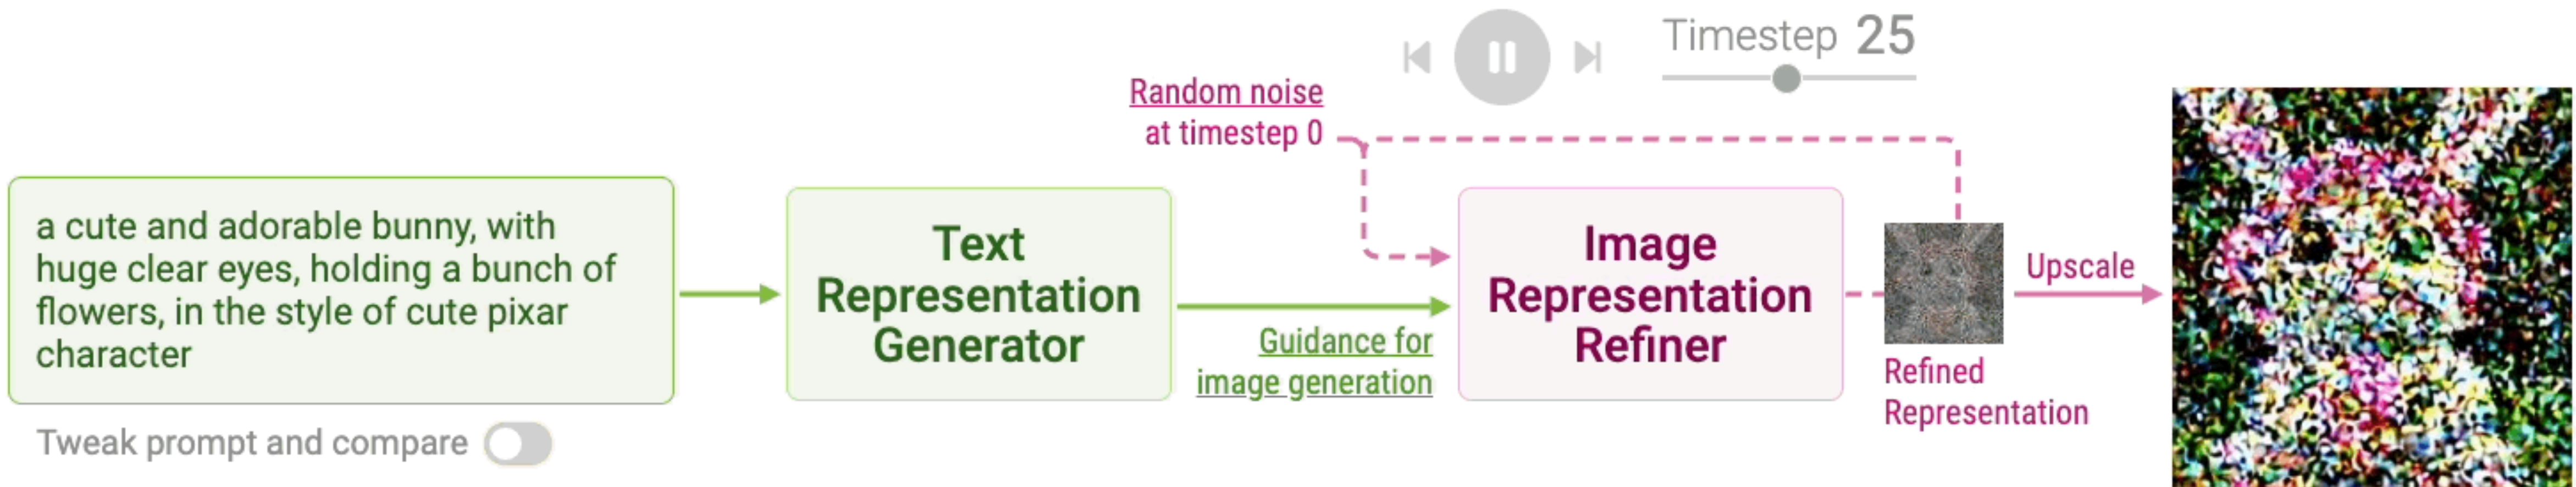 Timestep 25
Random noise
at timestep 0
a cute and adorable bunny, with
huge clear eyes, holding a bunch of
flowers, in the style of cute pixar
character
Text
Representation
Generator
Guidance for
image generation
Image
Representation
Refiner
Upscale
Refined
Representation
Tweak prompt and compare